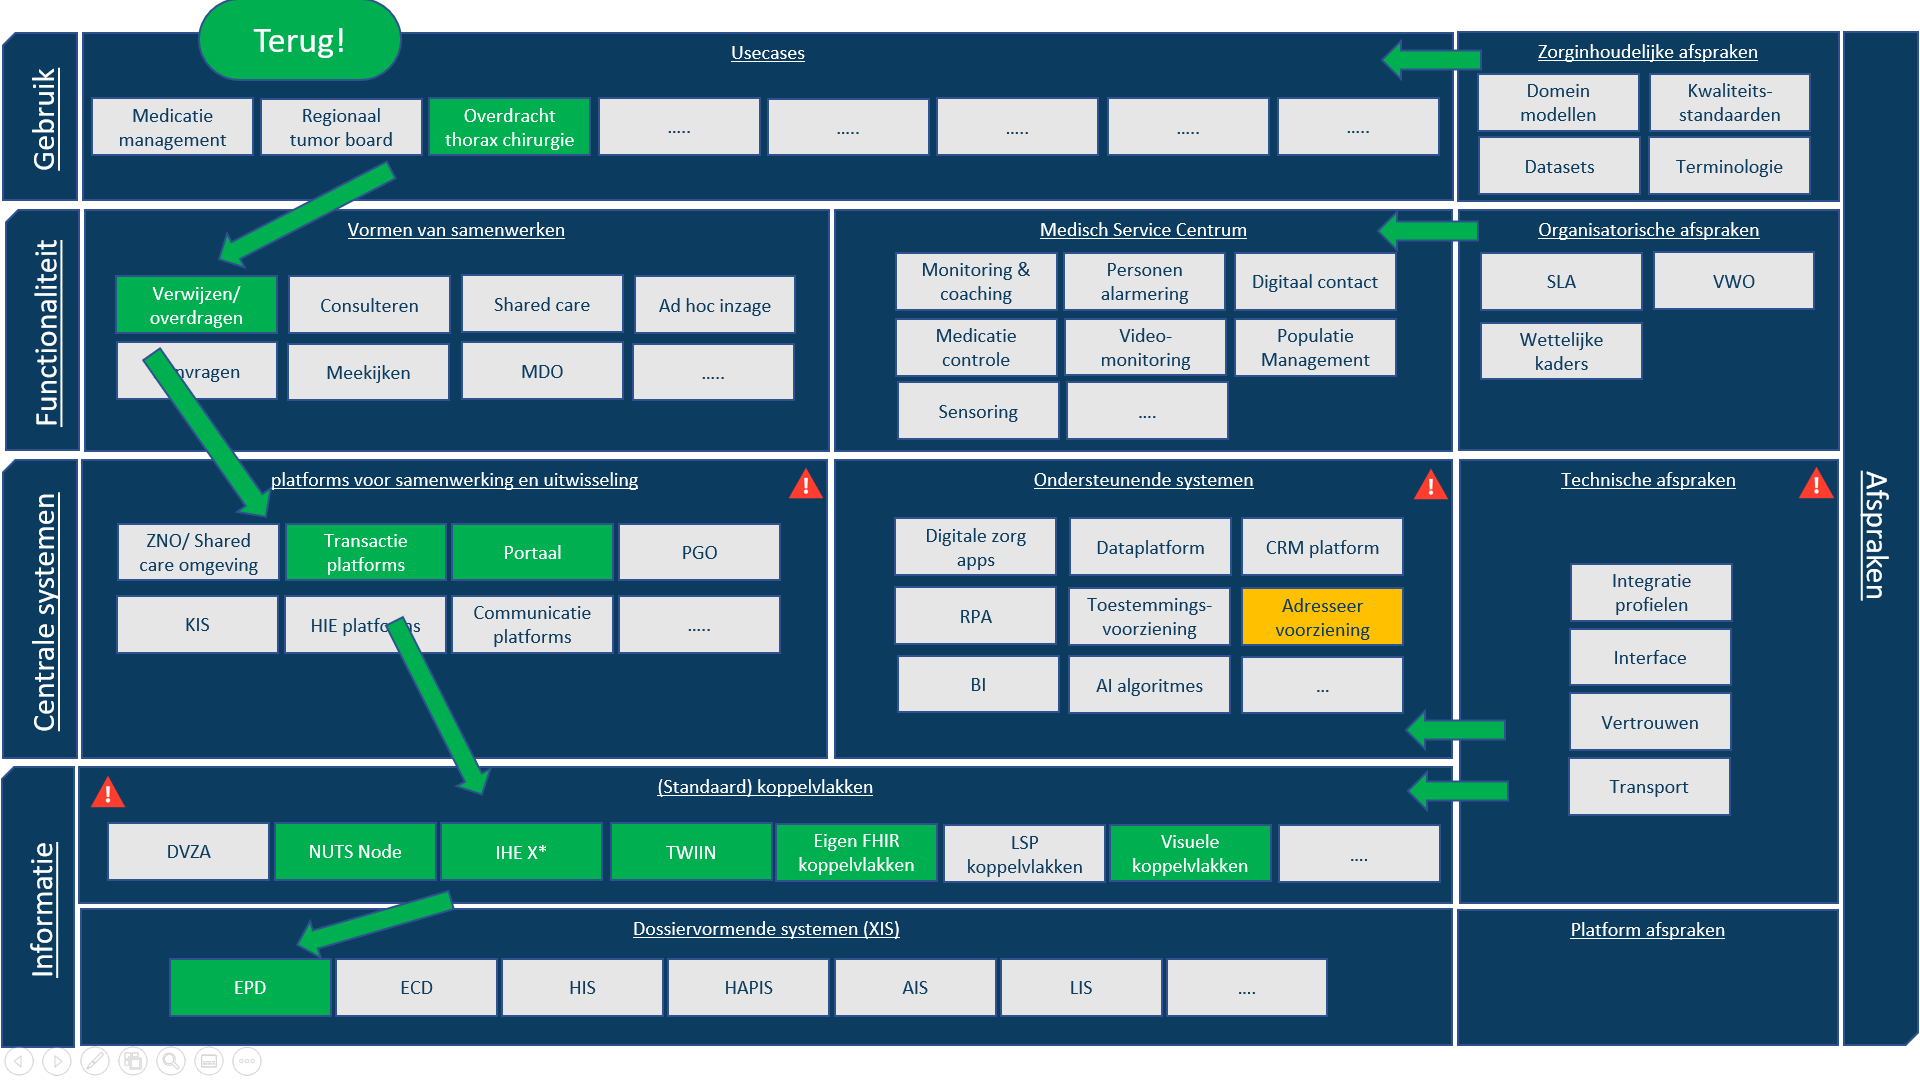 Terug!
Gebruik
Usecases
Medicatie
management
Regionaal
tumor board
Overdracht
thorax chirurgie
.....
.....
.....
.....
.....
Zorginhoudelijke afspraken
Domein
modellen
Kwaliteits-
standaarden
Datasets
Terminologie
Functionaliteit
Vormen van samenwerken
Verwijzen/
overdragen
Consulteren
Shared care
Ad hoc inzage
nvragen
Meekijken
MDO
.....
Medisch Service Centrum
Monitoring &
coaching
Personen
alarmering
Digitaal contact
Medicatie
controle
Video-
monitoring
Populatie
Management
Sensoring
....
Organisatorische afspraken
SLA
VWO
Wettelijke
kaders
Afspraken
Centrale systemen
platforms voor samenwerking en uitwisseling
!
ZNO/ Shared
care omgeving
Transactie
platforms
Portaal
PGO
KIS
HIE platforms
Communicatie
platforms
.....
Ondersteunende systemen
!
Digitale zorg
apps
Dataplatform
CRM platform
RPA
Toestemmings-
voorziening
Adresseer
voorziening
BI
AI algoritmes
...
Technische afspraken
!
Integratie
profielen
Interface
Vertrouwen
Transport
Informatie
!
(Standaard) koppelvlakken
DVZA
NUTS Node
IHE X*
TWIIN
Eigen FHIR
koppelvlakken
LSP
koppelvlakken
Visuele
koppelvlakken
....
Dossiervormende systemen (XIS)
EPD
ECD
HIS
HAPIS
AIS
LIS
....
Platform afspraken